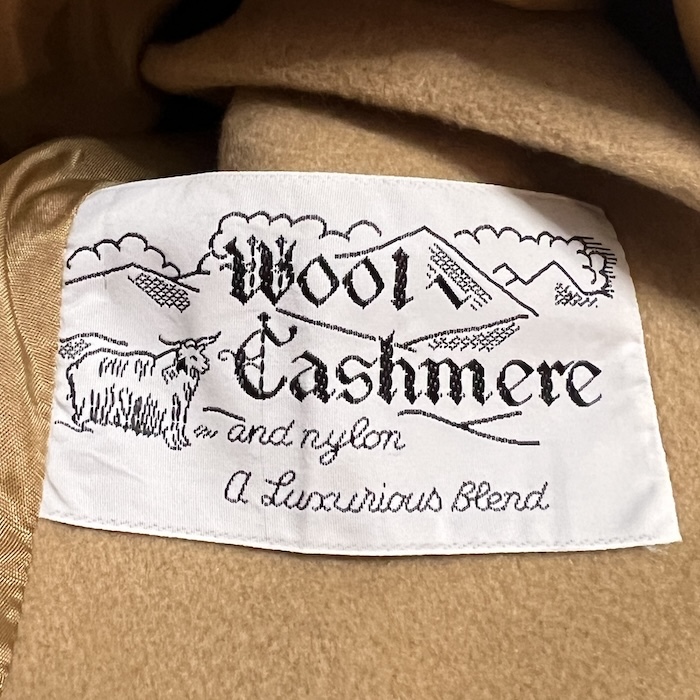 Wool,
Cashmere
and nylon
A Luxurious Blend